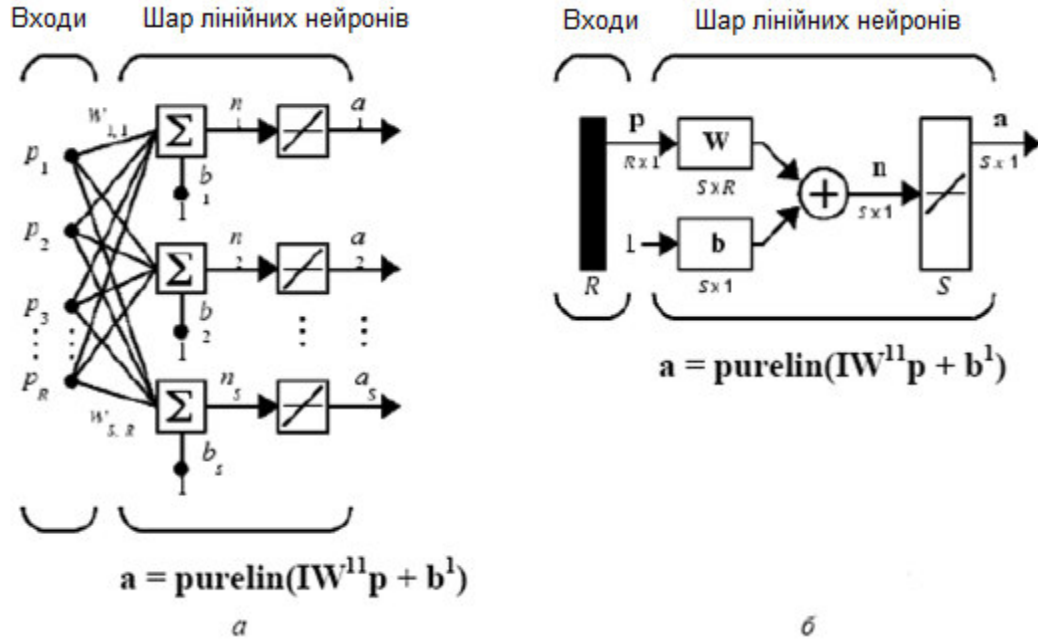 Входи Шар лінійних нейронів
p1
p2
p3
pR
W1,1
WS, R
Σ n1 a1
b1
1
Σ n2 a2
b2
1
Σ ns as
bs
1
a = purelin(IW¹¹p + b¹)
а
Входи Шар лінійних нейронів
p W a
R x 1 S x R S x 1
+ n
S x 1
1 b
S x 1
R S
a = purelin(IW¹¹p + b¹)
б